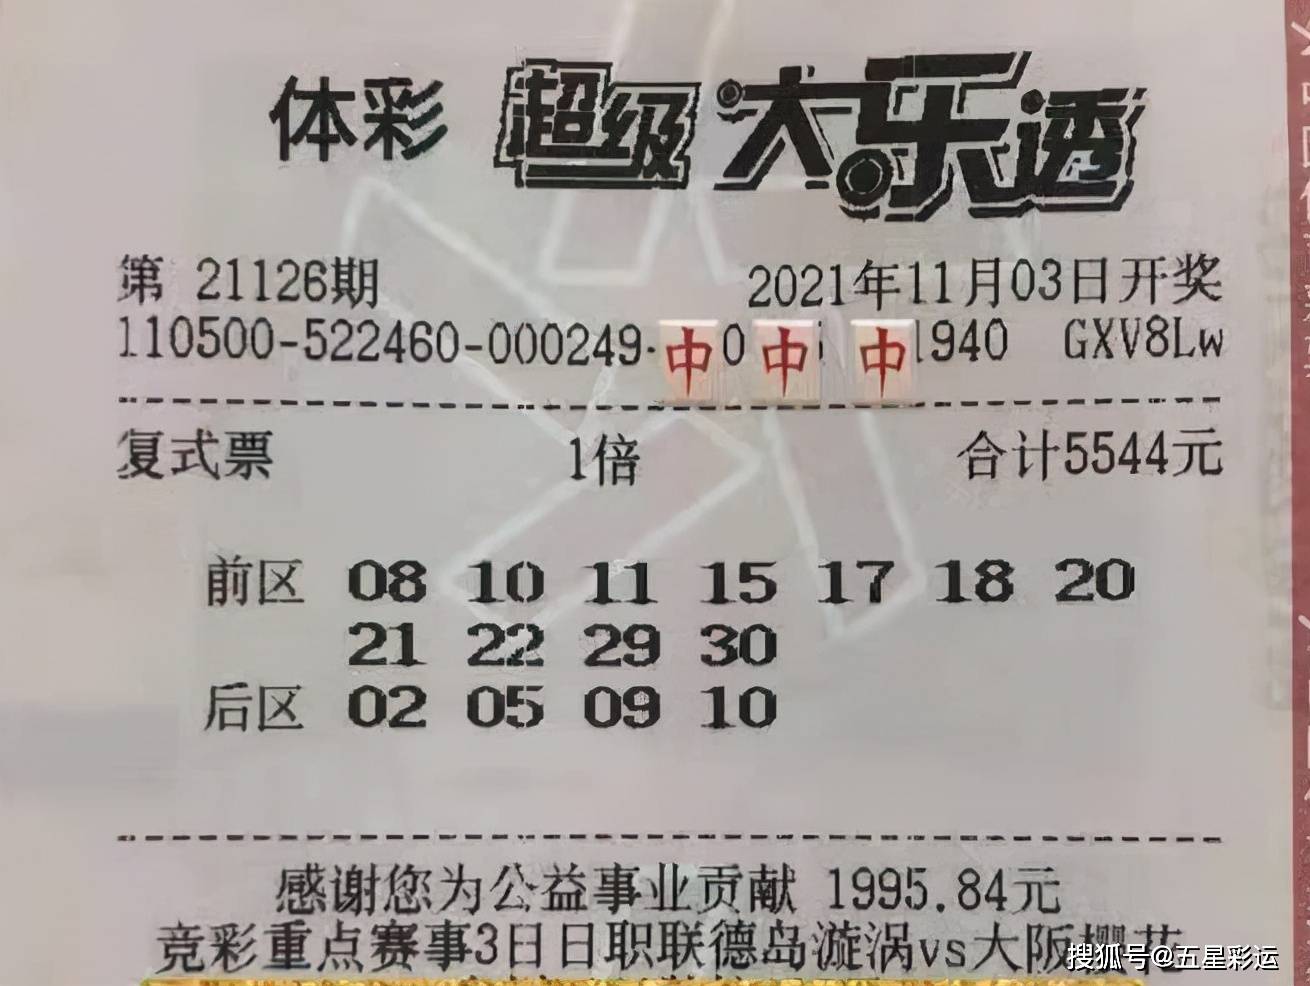 体彩 超级大乐透
第 21126期 2021年11月03日开奖
110500-522460-000249- 中 0 中 中 1940 GXV8Lw
复式票 1倍 合计5544元
前区 08 10 11 15 17 18 20
21 22 29 30
后区 02 05 09 10
感谢您为公益事业贡献 1995.84元
竞彩重点赛事3日日职联德岛漩涡vs大阪樱花
搜狐号@五星彩运